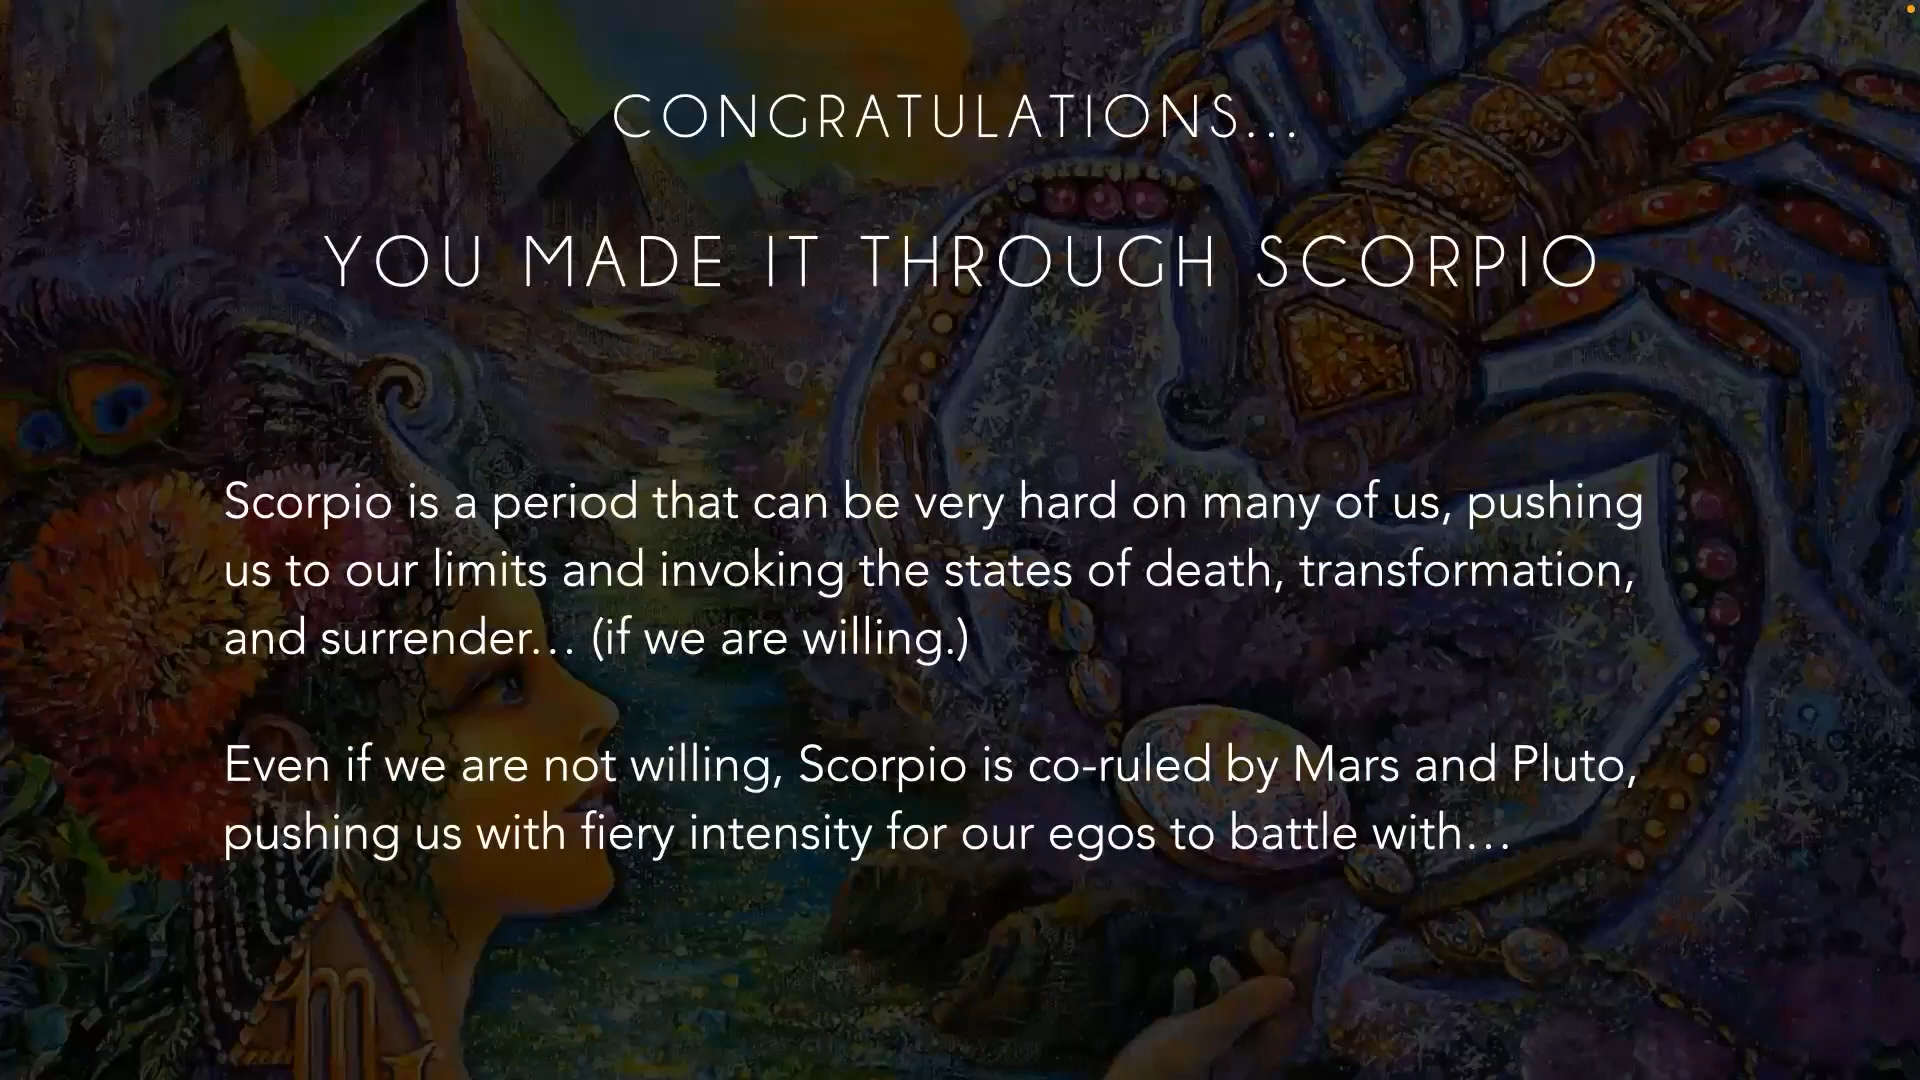 CONGRATULATIONS...
YOU MADE IT THROUGH SCORPIO
Scorpio is a period that can be very hard on many of us, pushing
us to our limits and invoking the states of death, transformation,
and surrender... (if we are willing.)
Even if we are not willing, Scorpio is co-ruled by Mars and Pluto,
pushing us with fiery intensity for our egos to battle with...